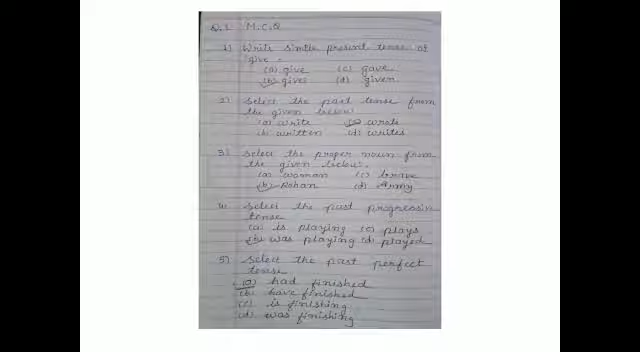 Q.1 M.C.Q
1) Write simple present tense of
give.
(a) give (c) gave
(b) gives (d) given
2) Select the past tense from
the given below.
(a) write (c) wrote
(b) written (d) writes
3) Select the proper noun from
the given below.
(a) woman (c) brave
(b) Rohan (d) Army
4) Select the past progressive
tense
(a) is playing (c) plays
(b) was playing (d) played
5) Select the past perfect
tense.
(a) had finished
(b) have finished
(c) is finishing
(d) was finishing